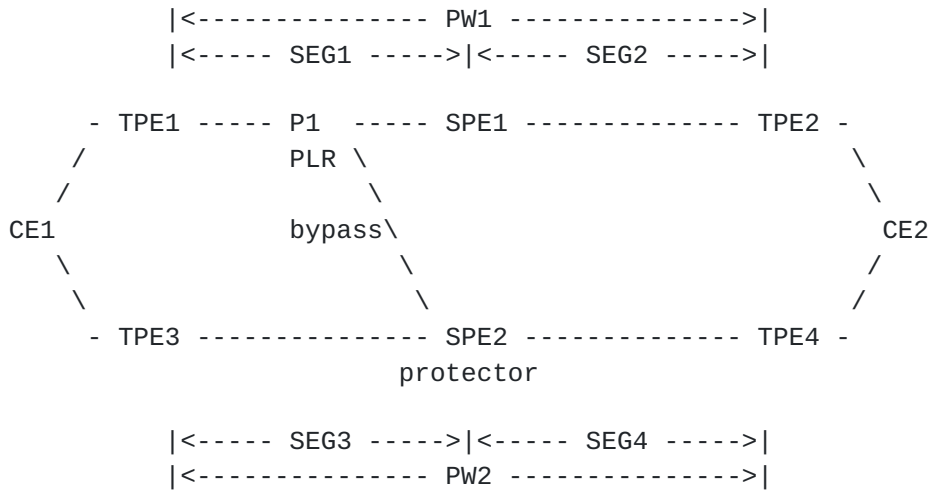 |<--------------- PW1 --------------->|
|<----- SEG1 ----->|<----- SEG2 ----->|
- TPE1 ----- P1  ----- SPE1 -------------- TPE2 -
/             PLR \                               \
/                   \                               \
CE1               bypass\                              CE2
\                     \                             /
\                     \                           /
- TPE3 --------------- SPE2 -------------- TPE4 -
protector
|<----- SEG3 ----->|<----- SEG4 ----->|
|<--------------- PW2 --------------->|